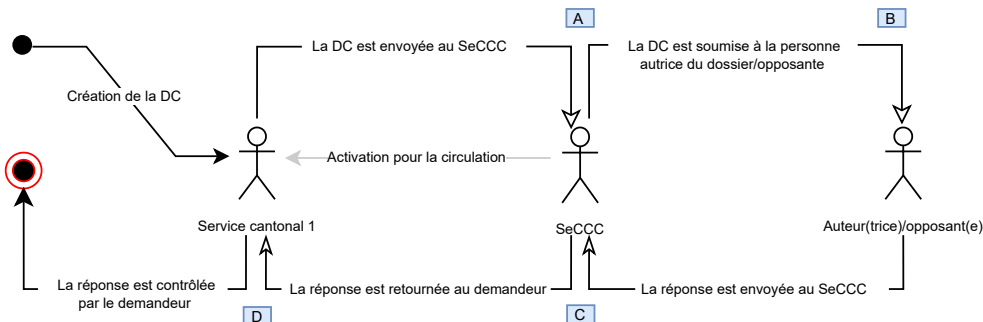 A
B
La DC est envoyée au SeCCC
La DC est soumise à la personne
autrice du dossier/opposante
Création de la DC
Activation pour la circulation
Service cantonal 1
SeCCC
Auteur(trice)/opposant(e)
La réponse est contrôlée
par le demandeur
La réponse est retournée au demandeur
La réponse est envoyée au SeCCC
D
C